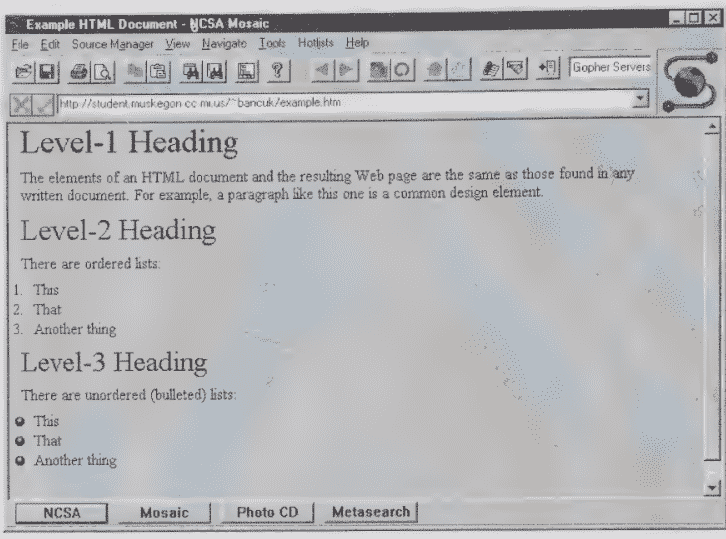 Example HTML Document - NCSA Mosaic
File Edit Source Manager View Navigate Tools Hotlists Help
Gopher Servers
http://student.muskegon.cc.mi.us/~bancuk/example.htm
Level-1 Heading
The elements of an HTML document and the resulting Web page are the same as those found in any
written document. For example, a paragraph like this one is a common design element.
Level-2 Heading
There are ordered lists:
1. This
2. That
3. Another thing
Level-3 Heading
There are unordered (bulleted) lists:
This
That
Another thing
NCSA Mosaic Photo CD Metasearch